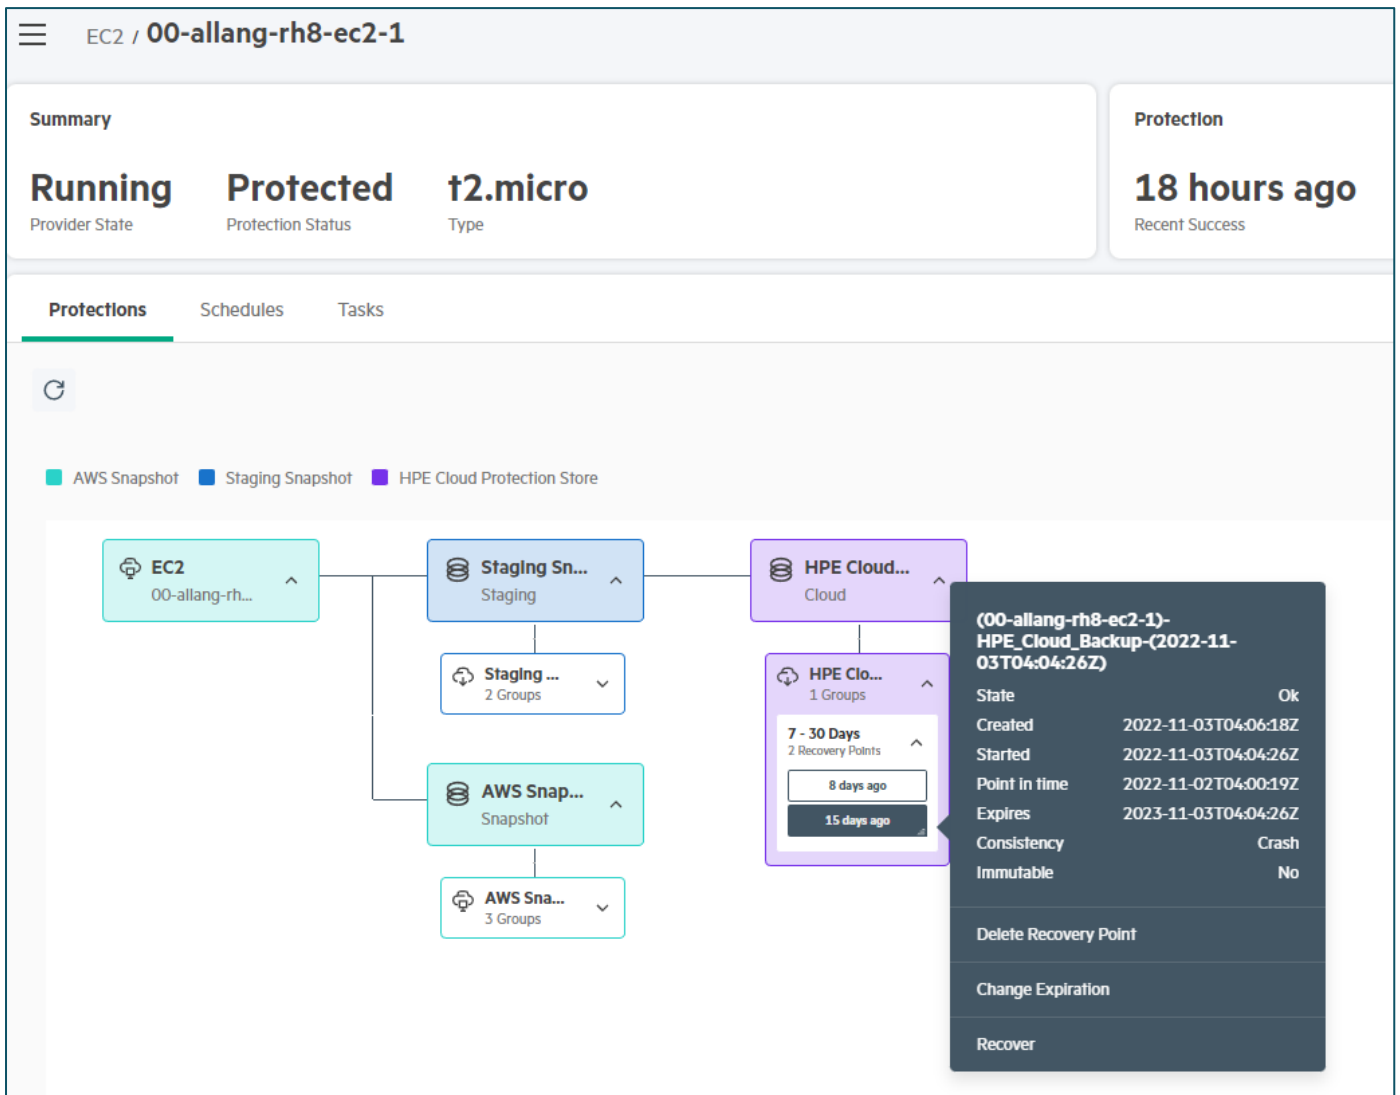 EC2 / 00-allang-rh8-ec2-1
Summary
Running
Provider State
Protected
Protection Status
t2.micro
Type
Protection
18 hours ago
Recent Success
Protections
Schedules
Tasks
AWS Snapshot
Staging Snapshot
HPE Cloud Protection Store
EC2
00-allang-rh...
Staging Sn...
Staging
Staging ...
2 Groups
AWS Snap...
Snapshot
AWS Sna...
3 Groups
HPE Cloud...
Cloud
HPE Clo...
1 Groups
7 - 30 Days
2 Recovery Points
8 days ago
15 days ago
(00-allang-rh8-ec2-1)-
HPE_Cloud_Backup-(2022-11-
03T04:04:26Z)
State Ok
Created 2022-11-03T04:06:18Z
Started 2022-11-03T04:04:26Z
Point in time 2022-11-02T04:00:19Z
Expires 2023-11-03T04:04:26Z
Consistency Crash
Immutable No
Delete Recovery Point
Change Expiration
Recover